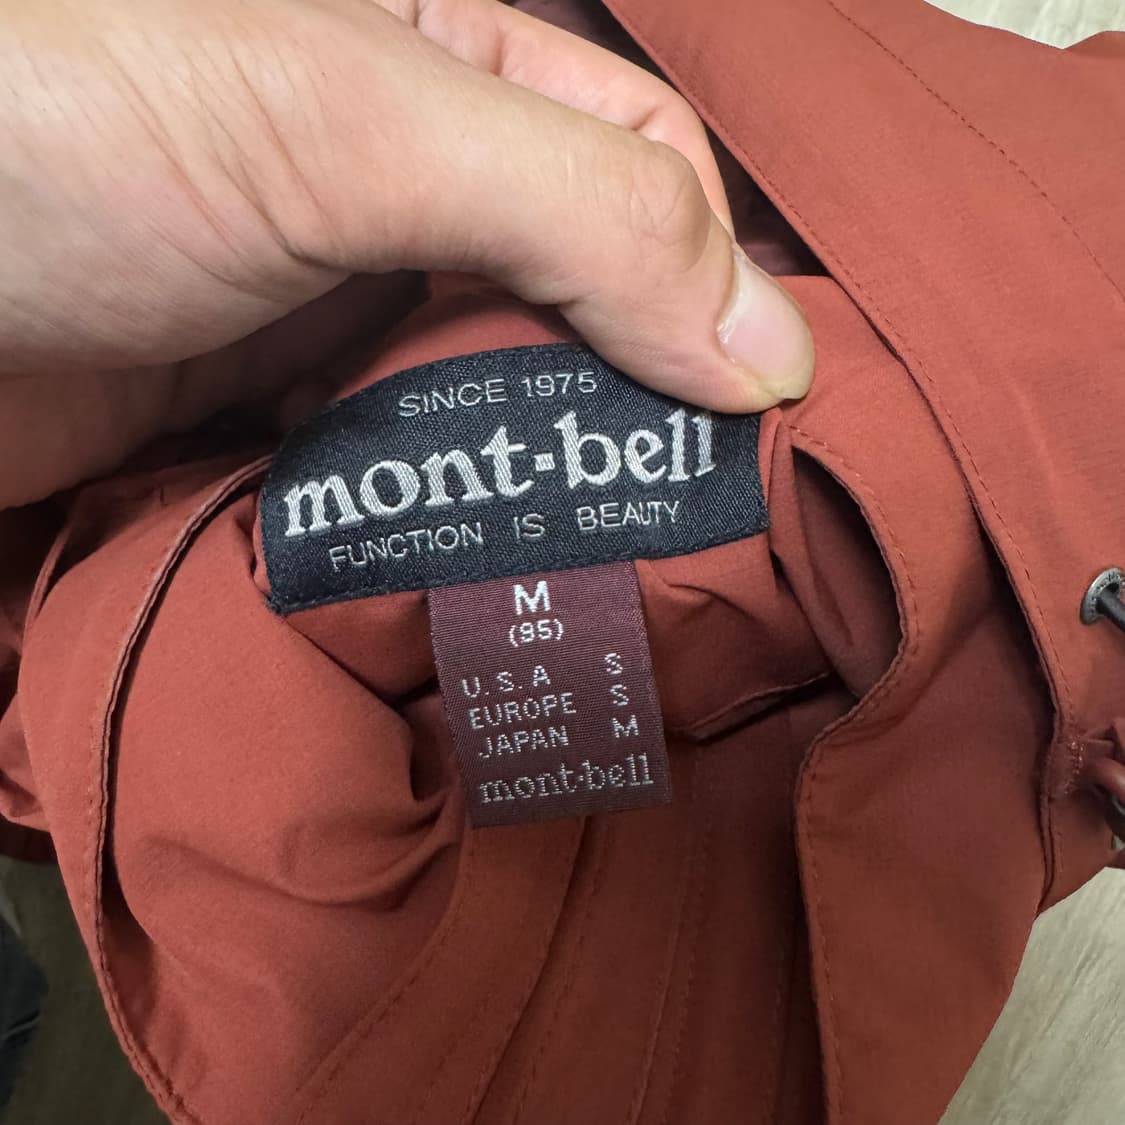 SINCE 1975
mont-bell
FUNCTION IS BEAUTY
M
(95)
U.S.A S
EUROPE S
JAPAN M
mont-bell